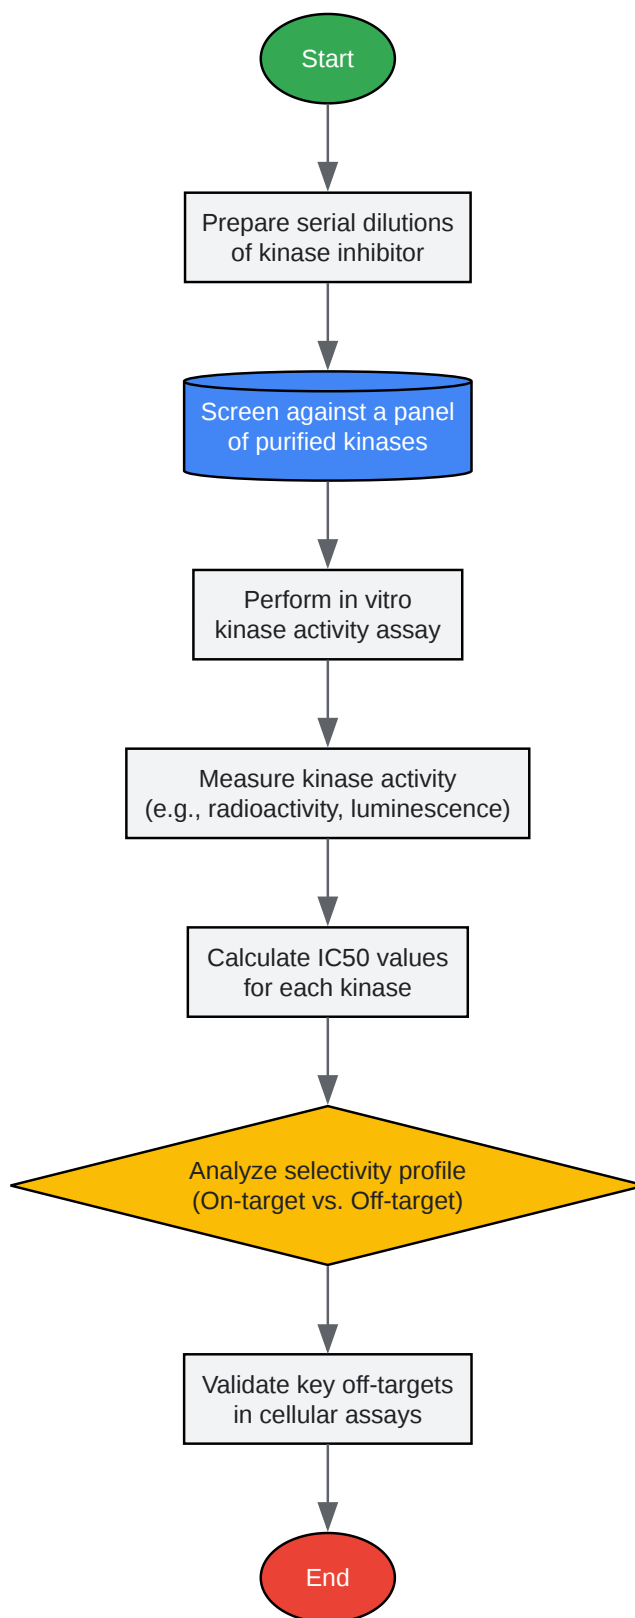 Start
Prepare serial dilutions
of kinase inhibitor
Screen against a panel
of purified kinases
Perform in vitro
kinase activity assay
Measure kinase activity
(e.g., radioactivity, luminescence)
Calculate IC50 values
for each kinase
Analyze selectivity profile
(On-target vs. Off-target)
Validate key off-targets
in cellular assays
End